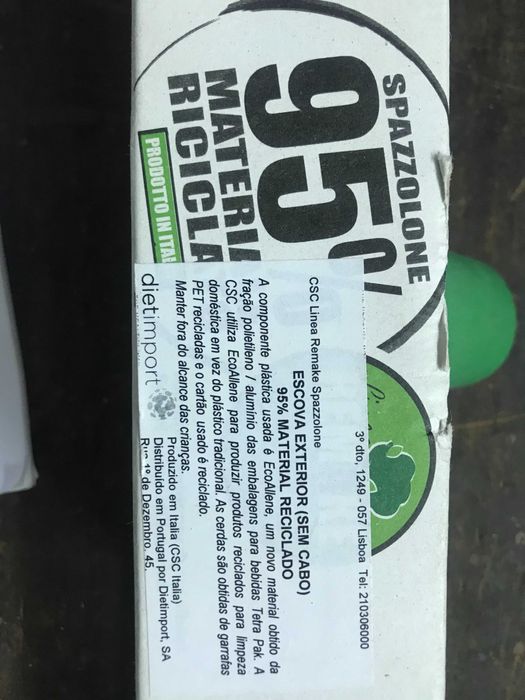 SPAZZOLONE
95%
MATERIA
RICICLA
PRODOTTO IN ITA
3º dto, 1249 - 057 Lisboa Tel: 210306000
CSC Linea Remake Spazzolone
ESCOVA EXTERIOR (SEM CABO)
95% MATERIAL RECICLADO
A componente plástica usada é EcoAllene, um novo material obtido da
fração polietileno / alumínio das embalagens para bebidas Tetra Pak. A
CSC utiliza EcoAllene para produzir produtos reciclados para limpeza
doméstica em vez do plástico tradicional. As cerdas são obtidas de garrafas
PET recicladas e o cartão usado é reciclado.
Manter fora do alcance das crianças.
Produzido em Italia (CSC Italia)
Distribuído em Portugal por Dietimport, SA
Rua 1º de Dezembro, 45,
dietimport